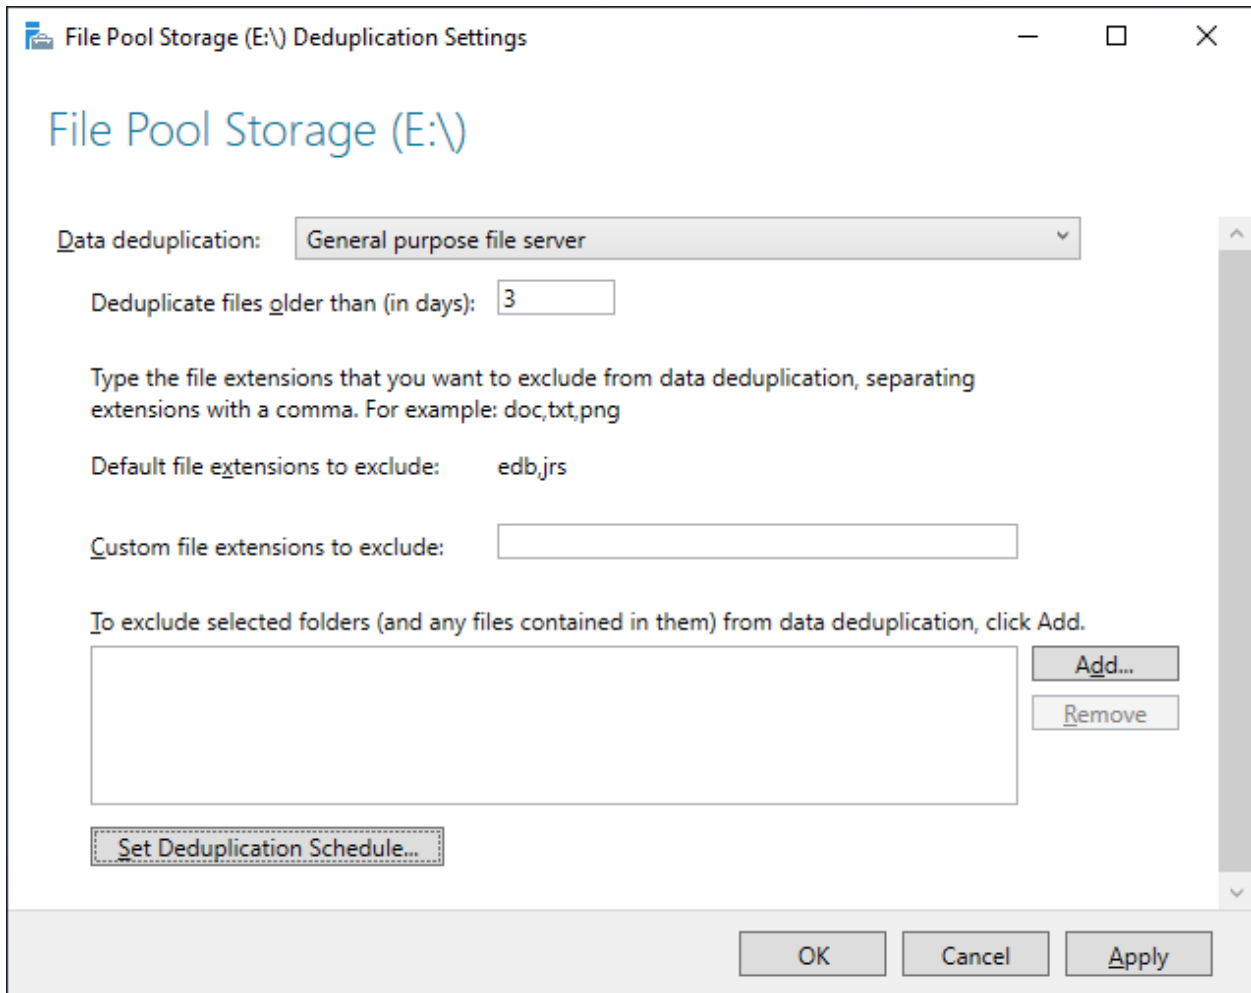 File Pool Storage (E:\) Deduplication Settings
File Pool Storage (E:\)
Data deduplication: General purpose file server
Deduplicate files older than (in days): 3
Type the file extensions that you want to exclude from data deduplication, separating
extensions with a comma. For example: doc,txt,png
Default file extensions to exclude: edb,jrs
Custom file extensions to exclude:
To exclude selected folders (and any files contained in them) from data deduplication, click Add.
Add...
Remove
Set Deduplication Schedule...
OK Cancel Apply